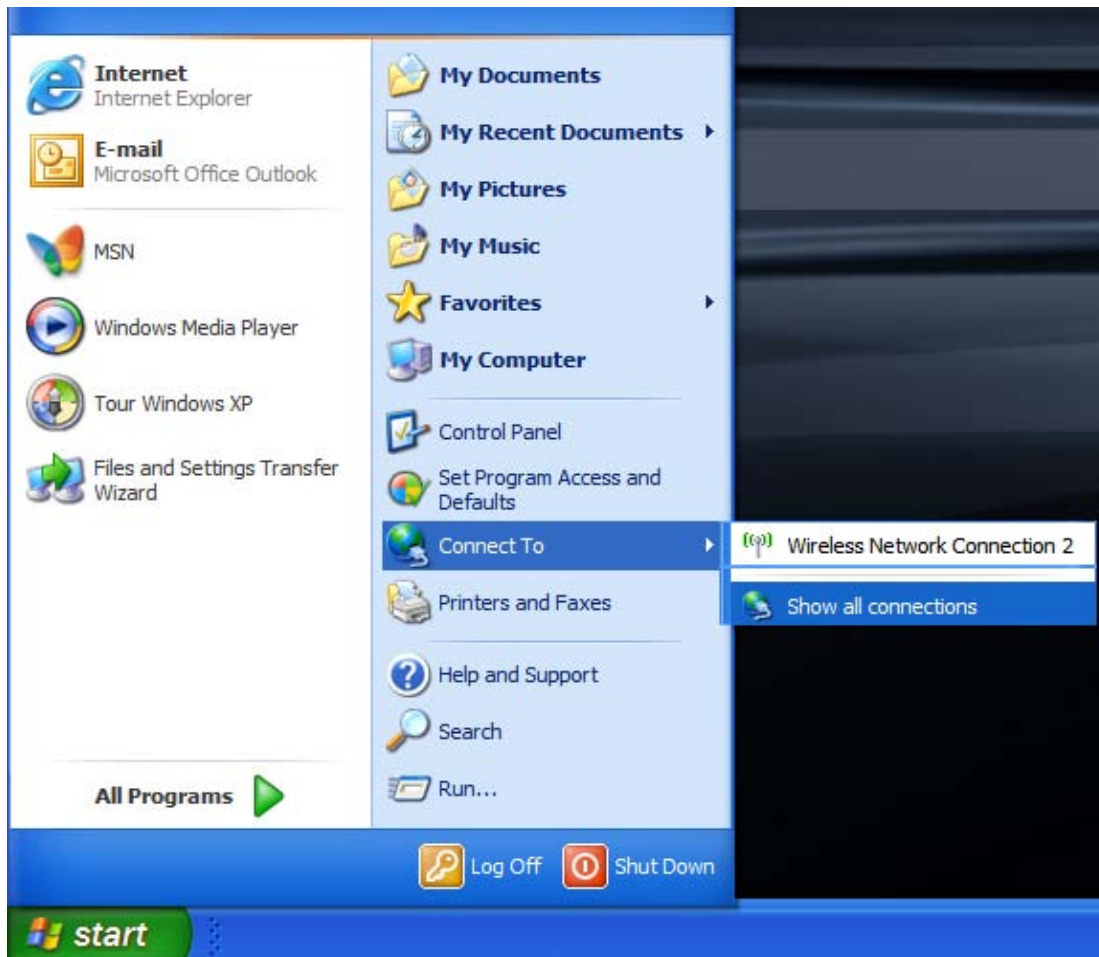 Internet
Internet Explorer
E-mail
Microsoft Office Outlook
MSN
Windows Media Player
Tour Windows XP
Files and Settings Transfer
Wizard
All Programs
My Documents
My Recent Documents
My Pictures
My Music
Favorites
My Computer
Control Panel
Set Program Access and
Defaults
Connect To
Printers and Faxes
Help and Support
Search
Run...
Wireless Network Connection 2
Show all connections
Log Off
Shut Down
start